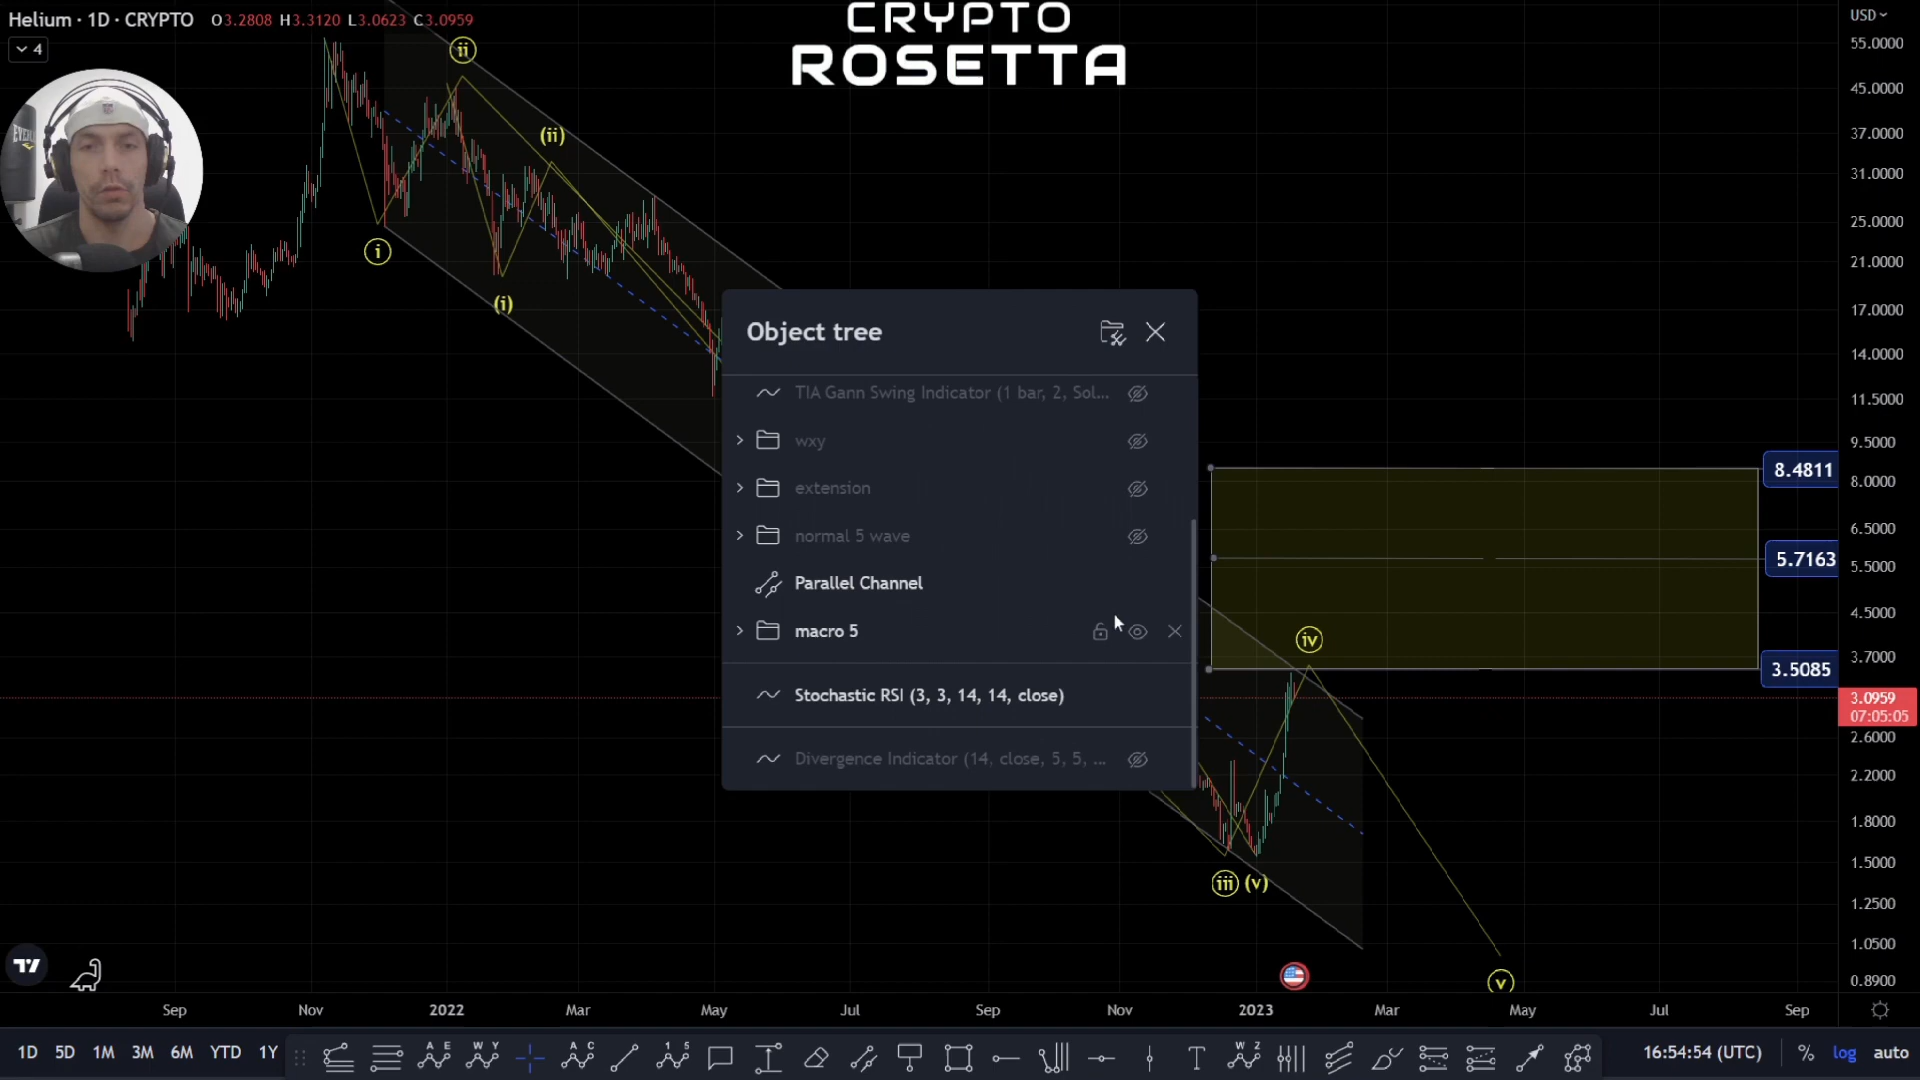 Helium · 1D · CRYPTO O3.2808 H3.3120 L3.0623 C3.0959
4
CRYPTO
ROSETTA
USD
55.0000
45.0000
37.0000
31.0000
25.0000
21.0000
17.0000
14.0000
11.5000
9.5000
8.4811
8.0000
6.5000
5.7163
5.5000
4.5000
3.7000
3.5085
3.0959
07:05:05
2.6000
2.2000
1.8000
1.5000
1.2500
1.0500
0.8900
ii
(ii)
i
(i)
Object tree
TIA Gann Swing Indicator (1 bar, 2, Sol...
wxy
extension
normal 5 wave
Parallel Channel
macro 5
Stochastic RSI (3, 3, 14, 14, close)
Divergence Indicator (14, close, 5, 5, ...
iv
iii (v)
v
Sep Nov 2022 Mar May Jul Sep Nov 2023 Mar May Jul Sep
1D 5D 1M 3M 6M YTD 1Y
A E W Y A C 1 5 T W Z
16:54:54 (UTC) % log auto